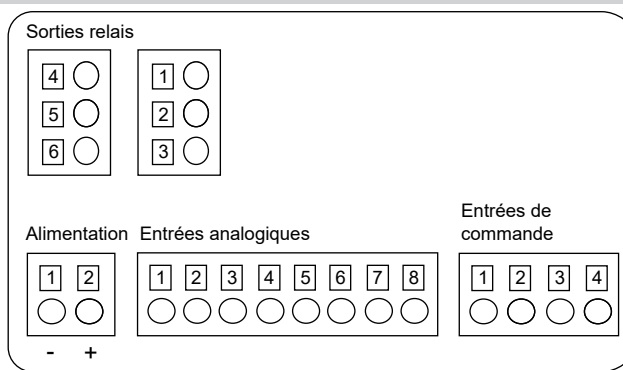 Sorties relais
4 1
5 2
6 3
Entrées de
commande
Alimentation Entrées analogiques
1 2 1 2 3 4 5 6 7 8 1 2 3 4
- +